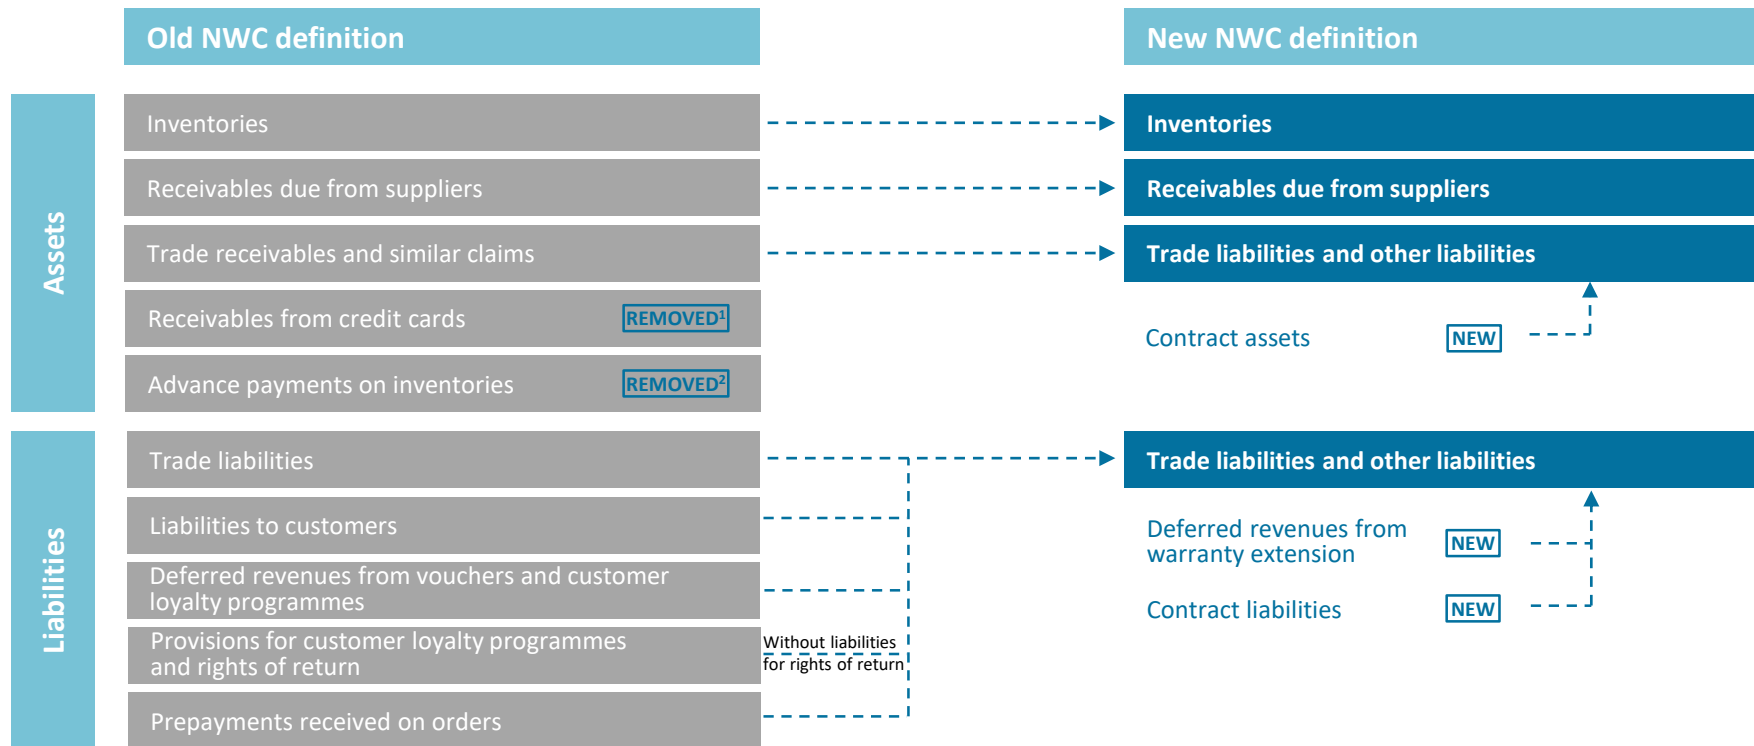 Old NWC definition
New NWC definition
Assets
Inventories
Inventories
Receivables due from suppliers
Receivables due from suppliers
Trade receivables and similar claims
Trade liabilities and other liabilities
Receivables from credit cards
REMOVED¹
Contract assets
NEW
Advance payments on inventories
REMOVED²
Liabilities
Trade liabilities
Trade liabilities and other liabilities
Liabilities to customers
Deferred revenues from
warranty extension
NEW
Deferred revenues from vouchers and customer
loyalty programmes
Contract liabilities
NEW
Provisions for customer loyalty programmes
and rights of return
Without liabilities
for rights of return
Prepayments received on orders